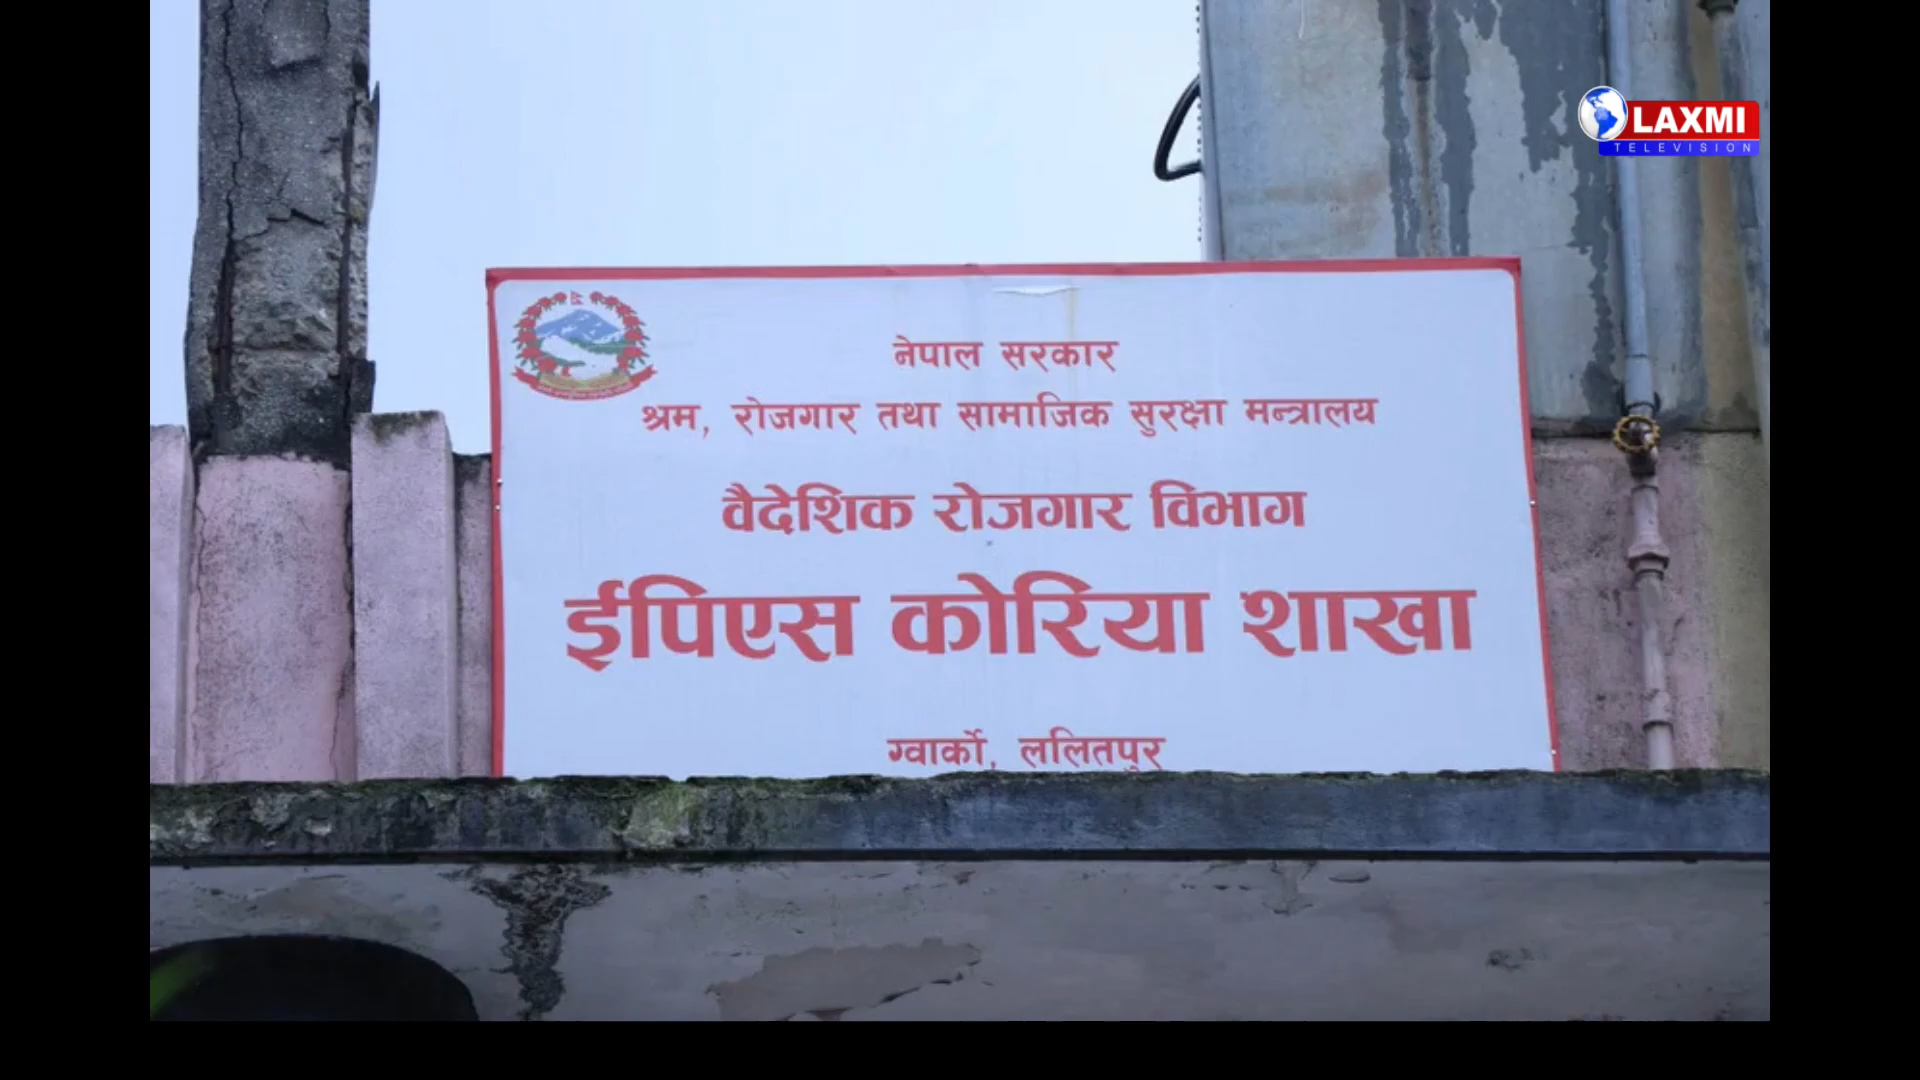 LAXMI
TELEVISION
नेपाल सरकार
श्रम, रोजगार तथा सामाजिक सुरक्षा मन्त्रालय
वैदेशिक रोजगार विभाग
ईपिएस कोरिया शाखा
ग्वार्को, ललितपुर